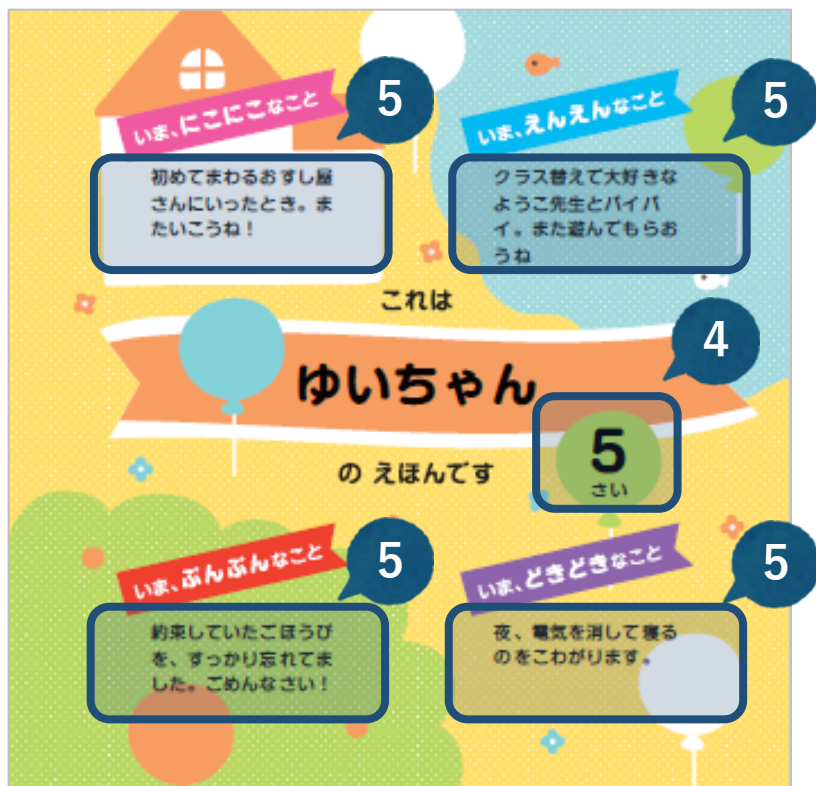 いま、にこにこなこと
5
初めてまわるおすし屋
さんにいったとき。ま
たいこうね！
いま、えんえんなこと
5
クラス替えで大好きな
ようこ先生とバイバ
イ。また遊んでもらお
うね
これは
4
ゆいちゃん
5
さい
の えほんです
いま、ぷんぷんなこと
5
約束していたごほうび
を、すっかり忘れてま
した。ごめんなさい！
いま、どきどきなこと
5
夜、電気を消して寝る
のをこわがります。